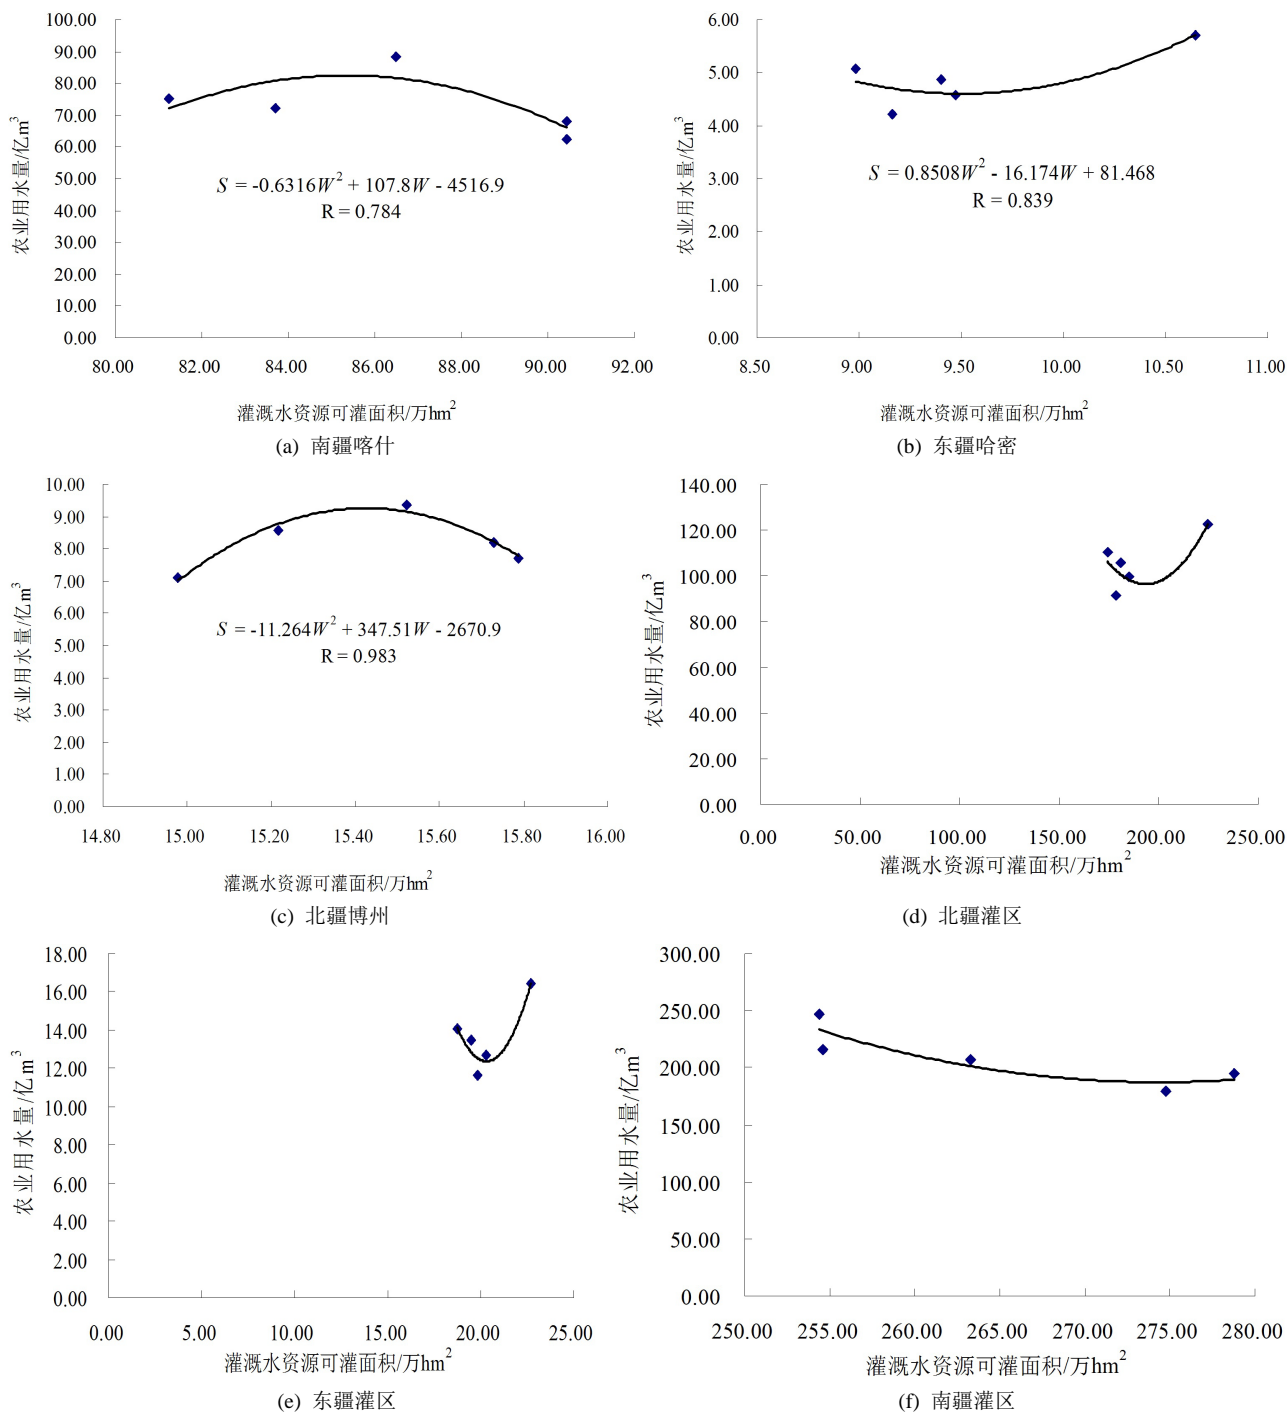 100.00
90.00
80.00
70.00
60.00
50.00
40.00
30.00
20.00
10.00
0.00
农业用水量/亿m³
S = -0.6316W² + 107.8W - 4516.9
R = 0.784
80.00 82.00 84.00 86.00 88.00 90.00 92.00
灌溉水资源可灌面积/万hm²
(a) 南疆喀什
6.00
5.00
4.00
3.00
2.00
1.00
0.00
农业用水量/亿m³
S = 0.8508W² - 16.174W + 81.468
R = 0.839
8.50 9.00 9.50 10.00 10.50 11.00
灌溉水资源可灌面积/万hm²
(b) 东疆哈密
10.00
9.00
8.00
7.00
6.00
5.00
4.00
3.00
2.00
1.00
0.00
农业用水量/亿m³
S = -11.264W² + 347.51W - 2670.9
R = 0.983
14.80 15.00 15.20 15.40 15.60 15.80 16.00
灌溉水资源可灌面积/万hm²
(c) 北疆博州
140.00
120.00
100.00
80.00
60.00
40.00
20.00
0.00
农业用水量/亿m³
0.00 50.00 100.00 150.00 200.00 250.00
灌溉水资源可灌面积/万hm²
(d) 北疆灌区
18.00
16.00
14.00
12.00
10.00
8.00
6.00
4.00
2.00
0.00
农业用水量/亿m³
0.00 5.00 10.00 15.00 20.00 25.00
灌溉水资源可灌面积/万hm²
(e) 东疆灌区
300.00
250.00
200.00
150.00
100.00
50.00
0.00
农业用水量/亿m³
250.00 255.00 260.00 265.00 270.00 275.00 280.00
灌溉水资源可灌面积/万hm²
(f) 南疆灌区